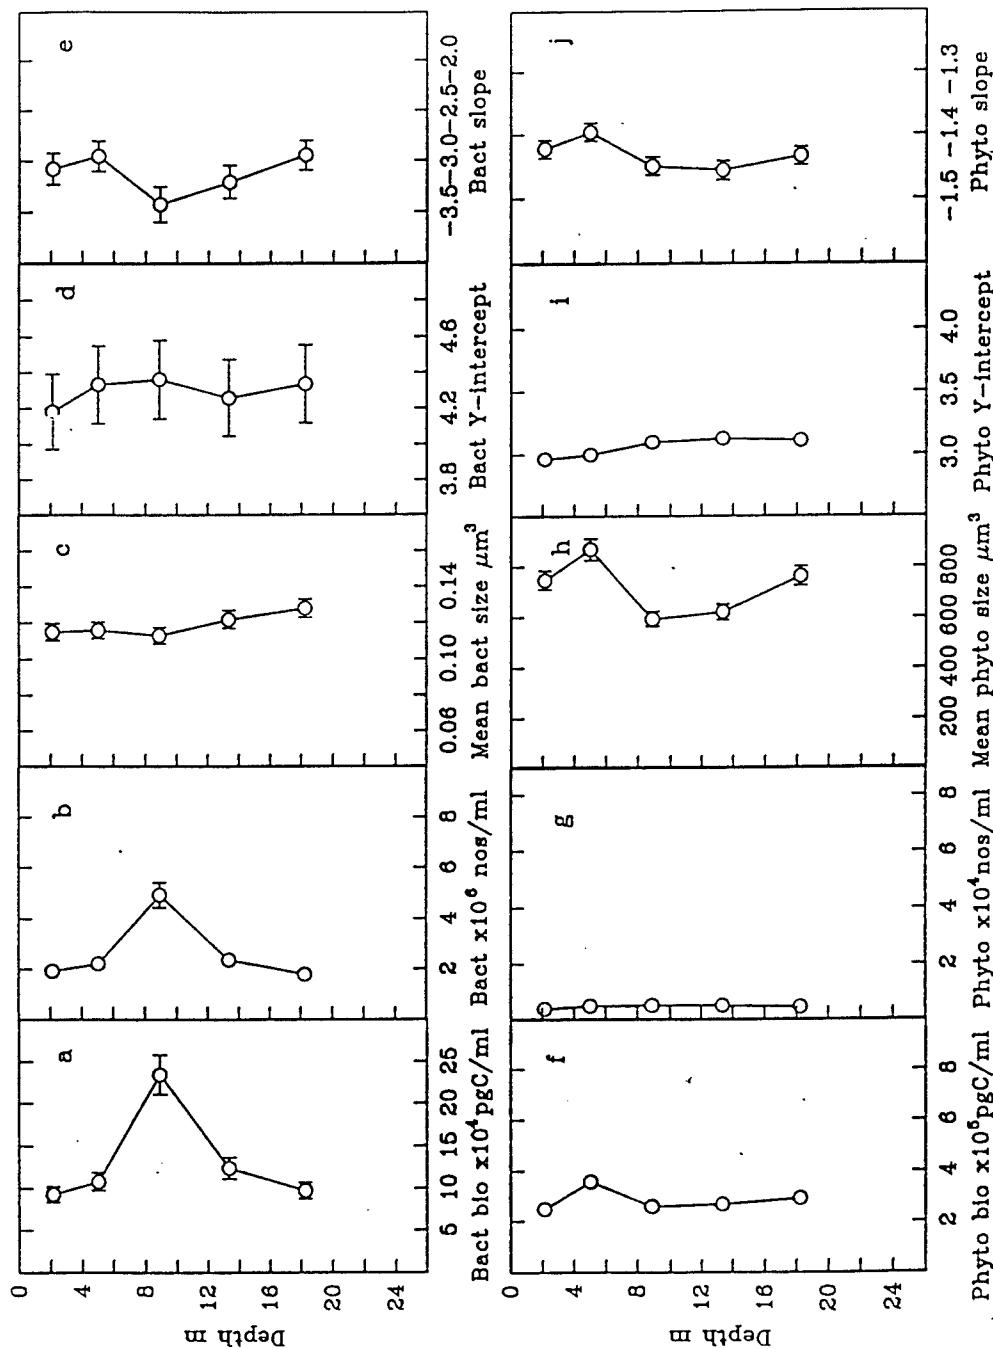 a
b
c
d
e
0
4
8
12
16
20
24
Depth m
5 10 15 20 25
Bact bio x10⁴pgC/ml
2 4 6 8
Bact x10⁶ nos/ml
0.06 0.10 0.14
Mean bact size μm³
3.8 4.2 4.6
Bact Y-intercept
-3.5-3.0-2.5-2.0
Bact slope
f
g
h
i
j
0
4
8
12
16
20
24
Depth m
2 4 6 8
Phyto bio x10⁵pgC/ml
2 4 6 8
Phyto x10⁴nos/ml
200 400 600 800
Mean phyto size μm³
3.0 3.5 4.0
Phyto Y-intercept
-1.5 -1.4 -1.3
Phyto slope